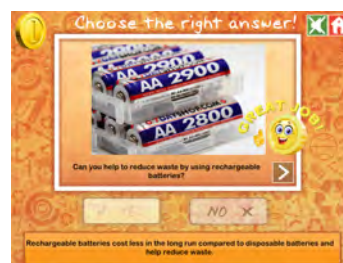 Choose the right answer!
2900
AA 2900
AA 2900
AA 2800
GREAT JOB!
Can you help to reduce waste by using rechargeable
batteries?
NO X
Rechargeable batteries cost less in the long run compared to disposable batteries and
help reduce waste.